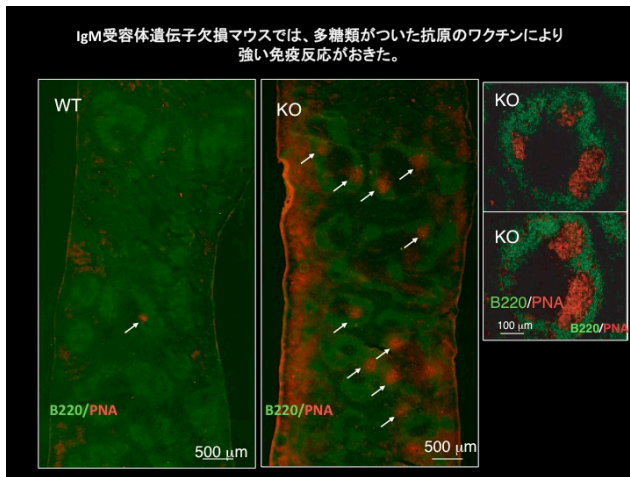 IgM受容体遺伝子欠損マウスでは、多糖類がついた抗原のワクチンにより
強い免疫反応がおきた。
WT
B220/PNA
500 μm
KO
B220/PNA
500 μm
KO
KO
B220/PNA
100 μm
B220/PNA